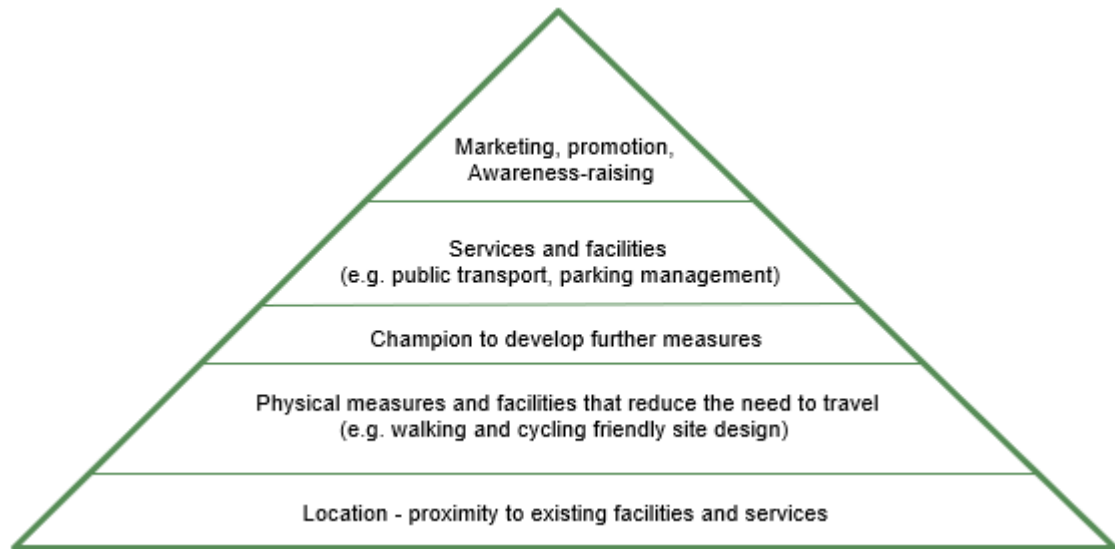 Marketing, promotion,
Awareness-raising
Services and facilities
(e.g. public transport, parking management)
Champion to develop further measures
Physical measures and facilities that reduce the need to travel
(e.g. walking and cycling friendly site design)
Location - proximity to existing facilities and services